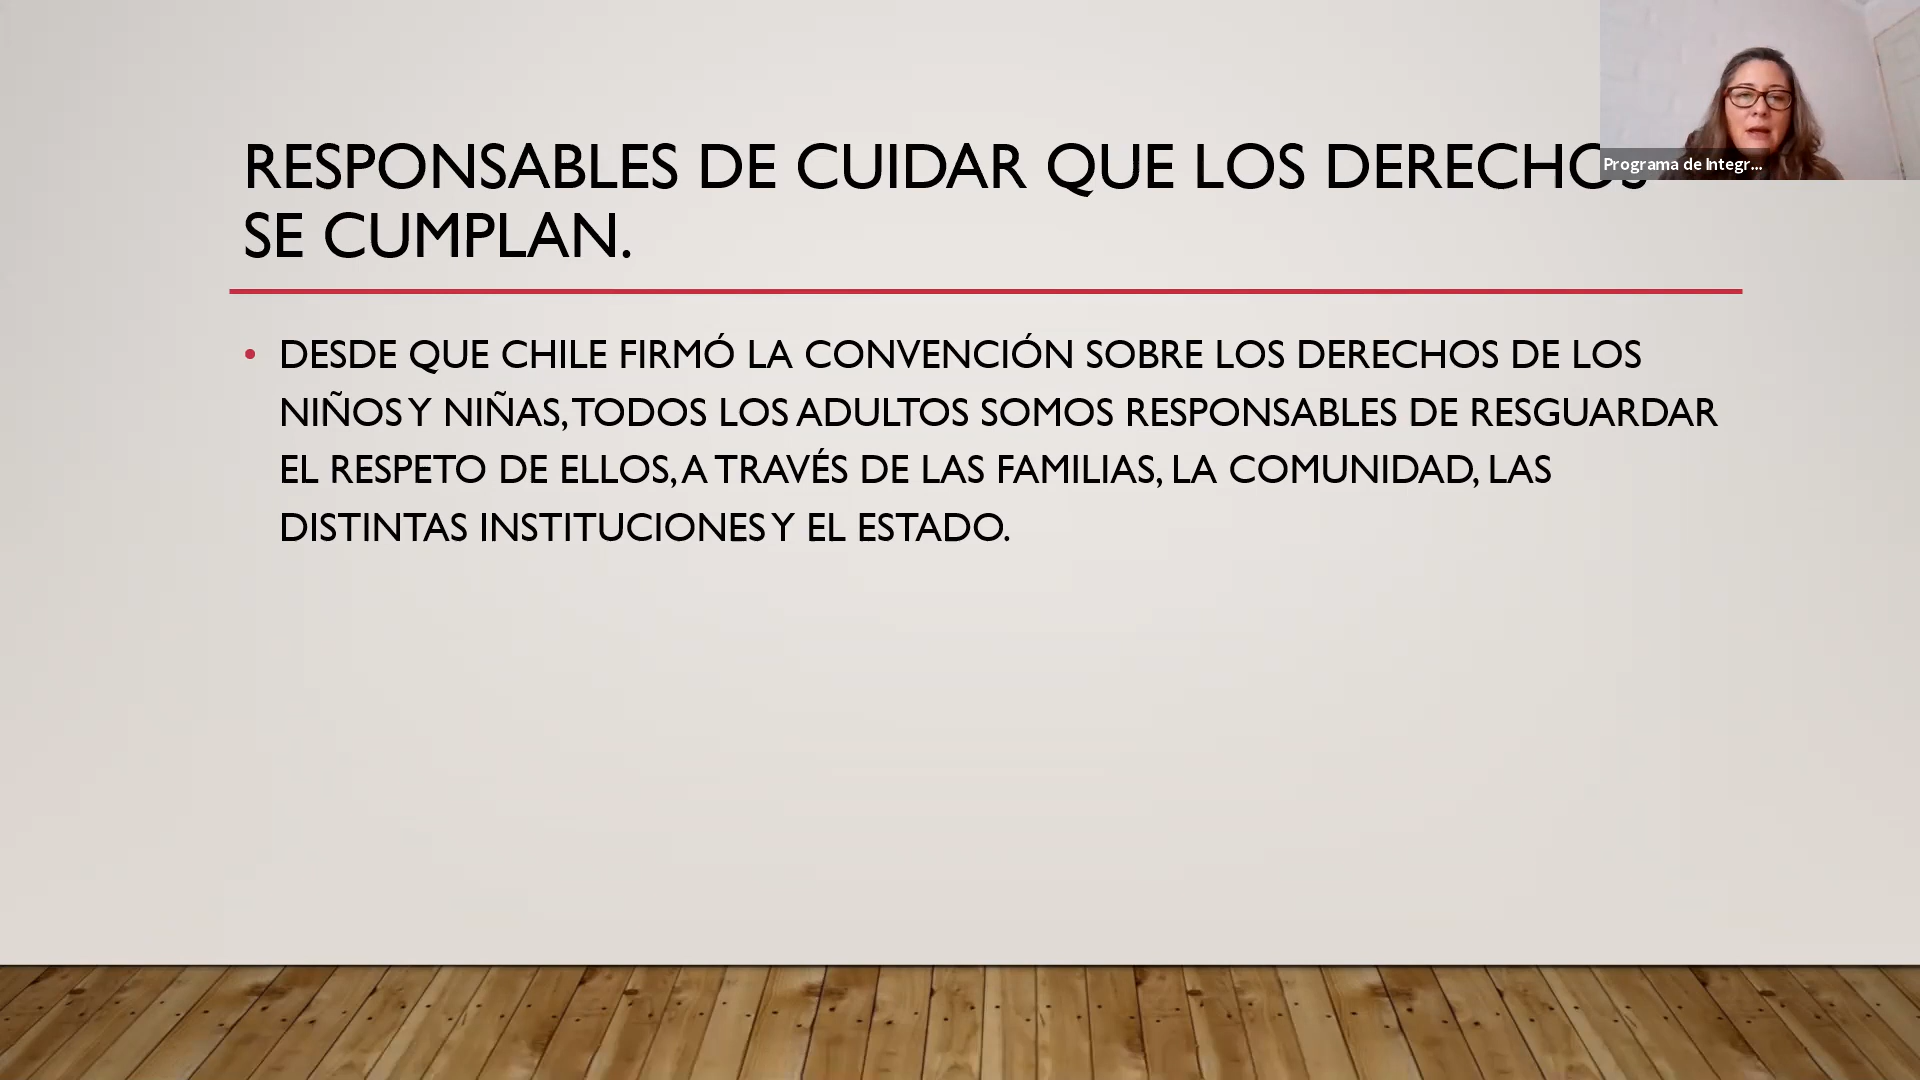 RESPONSABLES DE CUIDAR QUE LOS DERECHOS
SE CUMPLAN.
Programa de Integr...
• DESDE QUE CHILE FIRMÓ LA CONVENCIÓN SOBRE LOS DERECHOS DE LOS
NIÑOS Y NIÑAS, TODOS LOS ADULTOS SOMOS RESPONSABLES DE RESGUARDAR
EL RESPETO DE ELLOS, A TRAVÉS DE LAS FAMILIAS, LA COMUNIDAD, LAS
DISTINTAS INSTITUCIONES Y EL ESTADO.